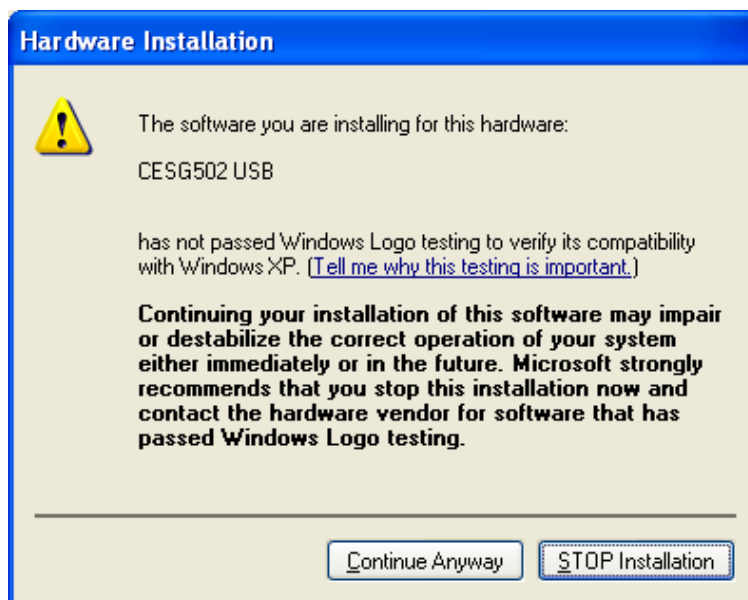 Hardware Installation
The software you are installing for this hardware:
CESG502 USB
has not passed Windows Logo testing to verify its compatibility
with Windows XP. (Tell me why this testing is important.)
Continuing your installation of this software may impair
or destabilize the correct operation of your system
either immediately or in the future. Microsoft strongly
recommends that you stop this installation now and
contact the hardware vendor for software that has
passed Windows Logo testing.
Continue Anyway
STOP Installation